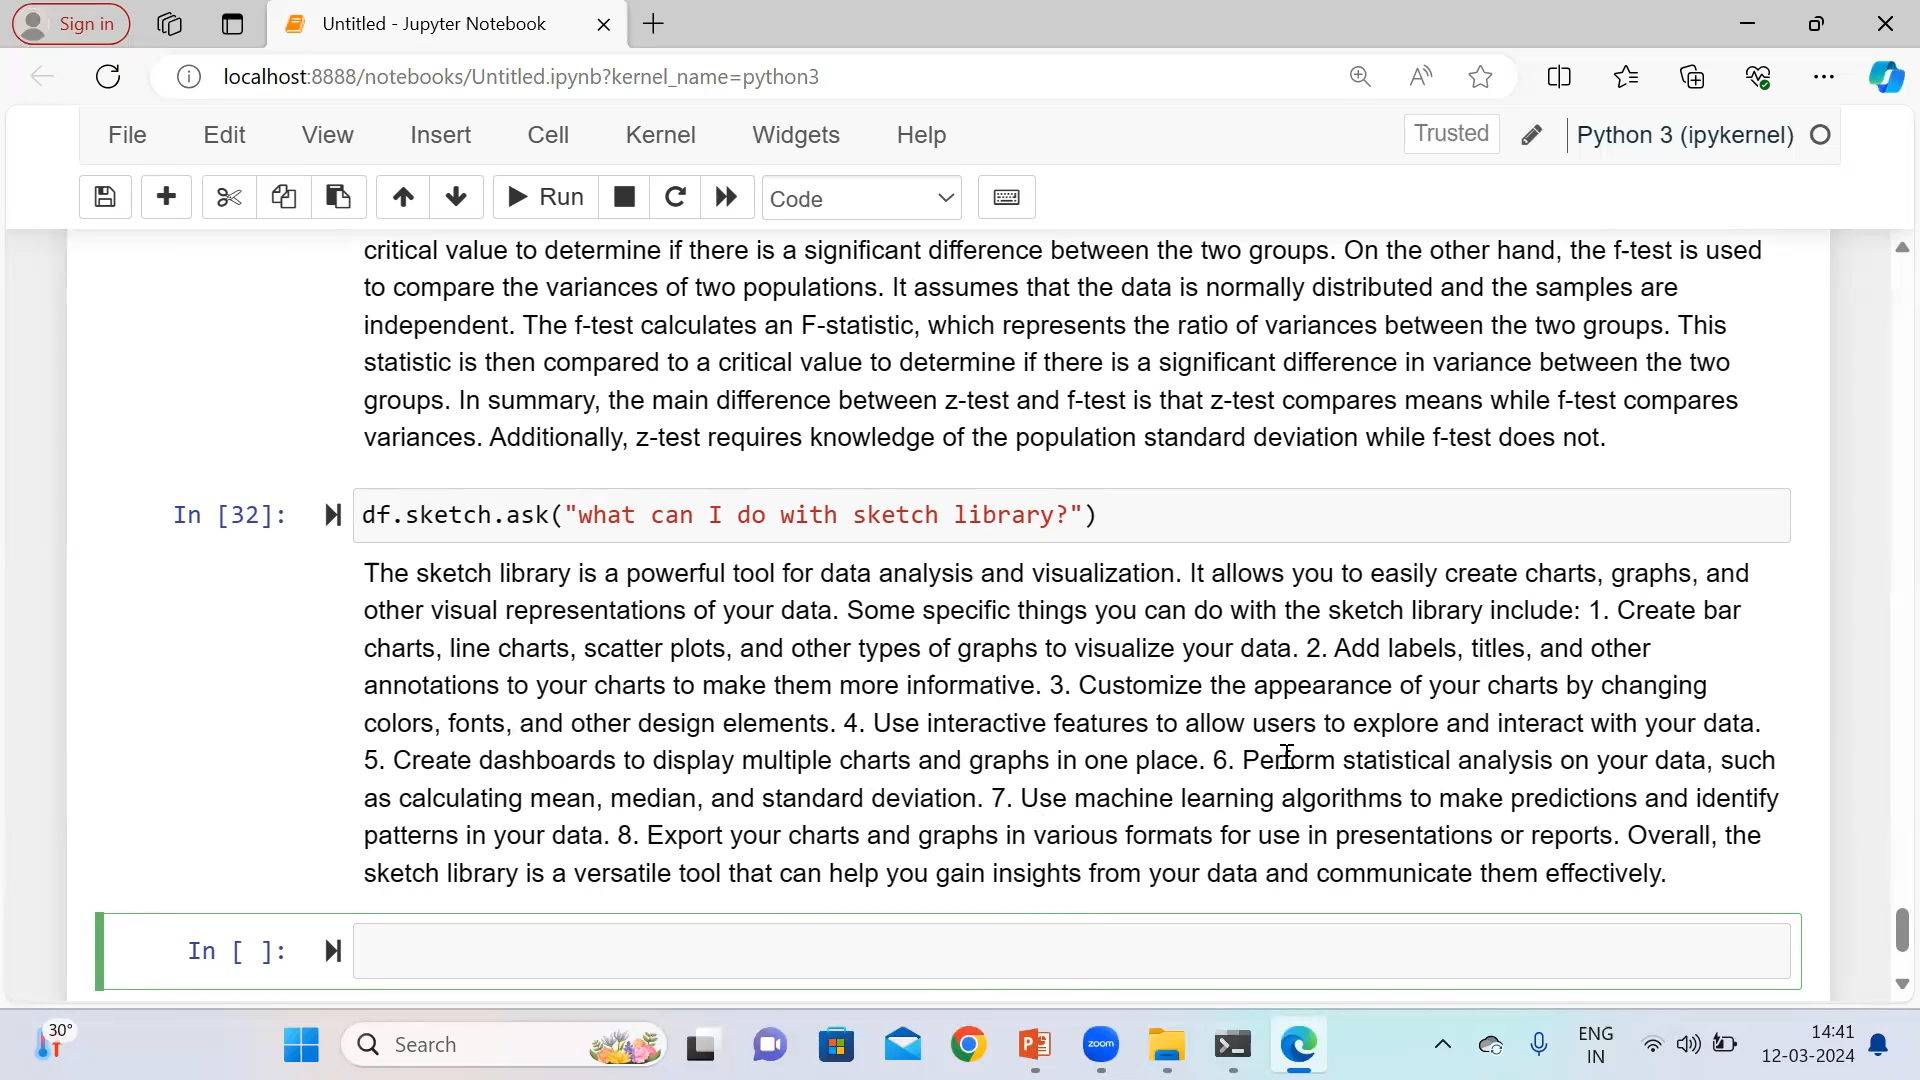 Sign in
Untitled - Jupyter Notebook
localhost:8888/notebooks/Untitled.ipynb?kernel_name=python3
File Edit View Insert Cell Kernel Widgets Help Trusted Python 3 (ipykernel)
Run Code
critical value to determine if there is a significant difference between the two groups. On the other hand, the f-test is used
to compare the variances of two populations. It assumes that the data is normally distributed and the samples are
independent. The f-test calculates an F-statistic, which represents the ratio of variances between the two groups. This
statistic is then compared to a critical value to determine if there is a significant difference in variance between the two
groups. In summary, the main difference between z-test and f-test is that z-test compares means while f-test compares
variances. Additionally, z-test requires knowledge of the population standard deviation while f-test does not.
In [32]: df.sketch.ask("what can I do with sketch library?")
The sketch library is a powerful tool for data analysis and visualization. It allows you to easily create charts, graphs, and
other visual representations of your data. Some specific things you can do with the sketch library include: 1. Create bar
charts, line charts, scatter plots, and other types of graphs to visualize your data. 2. Add labels, titles, and other
annotations to your charts to make them more informative. 3. Customize the appearance of your charts by changing
colors, fonts, and other design elements. 4. Use interactive features to allow users to explore and interact with your data.
5. Create dashboards to display multiple charts and graphs in one place. 6. Perform statistical analysis on your data, such
as calculating mean, median, and standard deviation. 7. Use machine learning algorithms to make predictions and identify
patterns in your data. 8. Export your charts and graphs in various formats for use in presentations or reports. Overall, the
sketch library is a versatile tool that can help you gain insights from your data and communicate them effectively.
In [ ]:
30°
Search
zoom
ENG
IN
14:41
12-03-2024